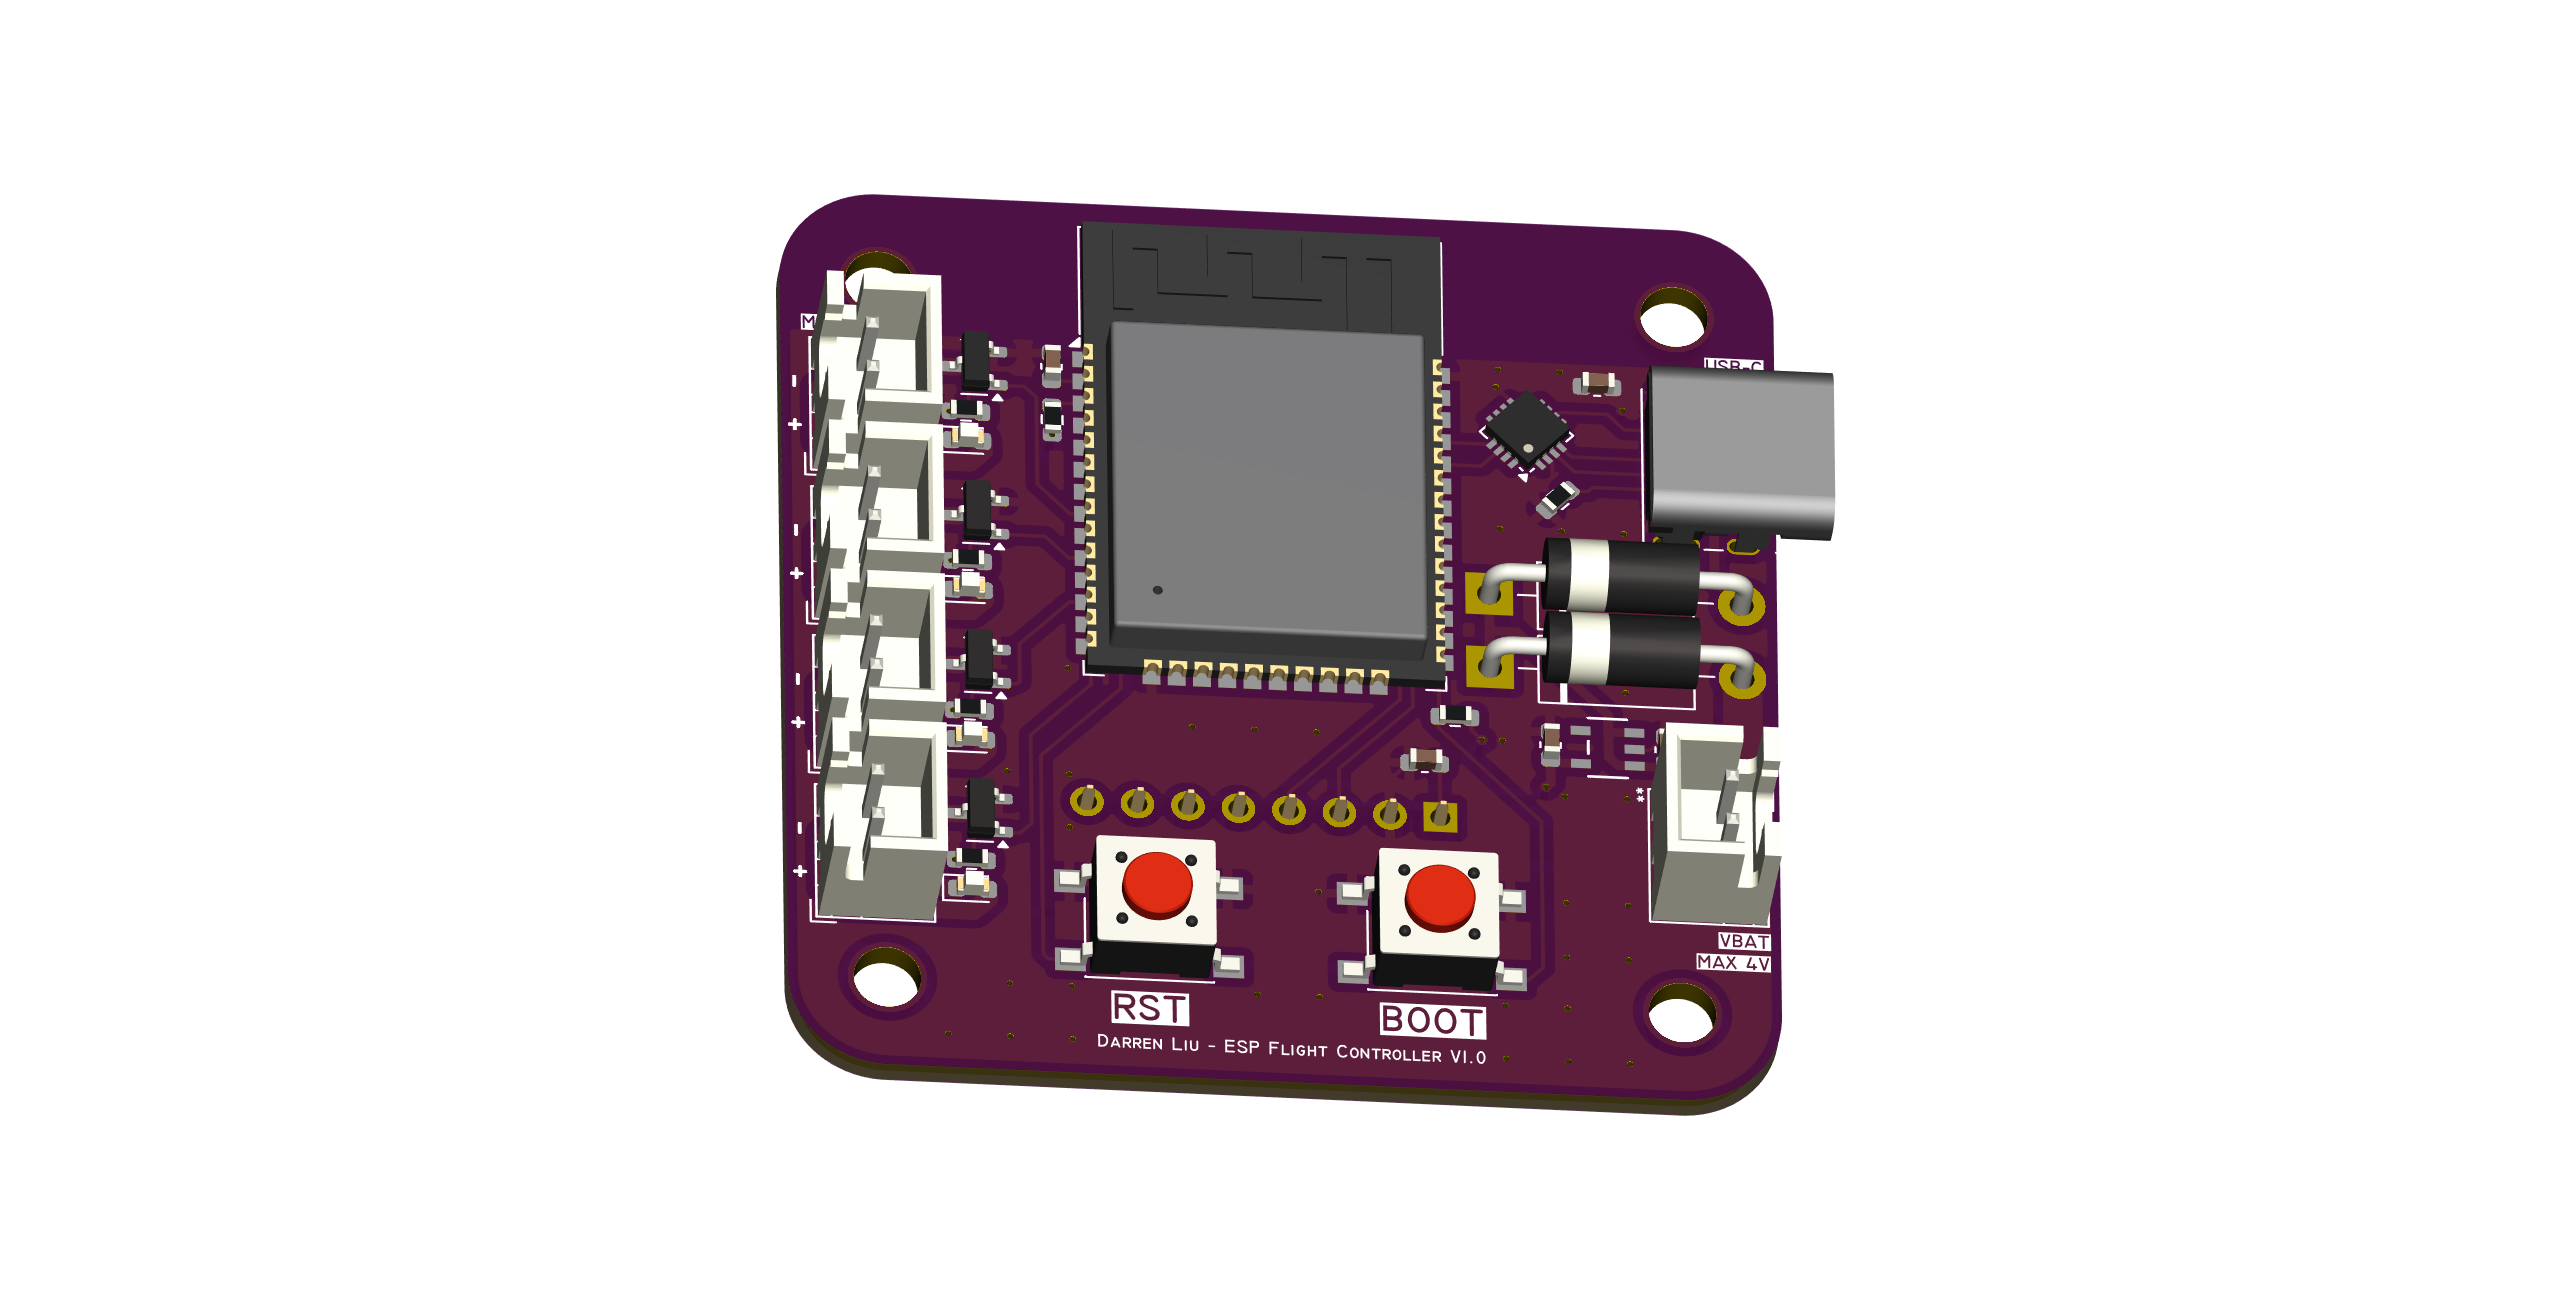 USB-C
-
+
-
+
-
+
-
+
**
VBAT
MAX 4V
RST
BOOT
DARREN LIU - ESP FLIGHT CONTROLLER V1.0